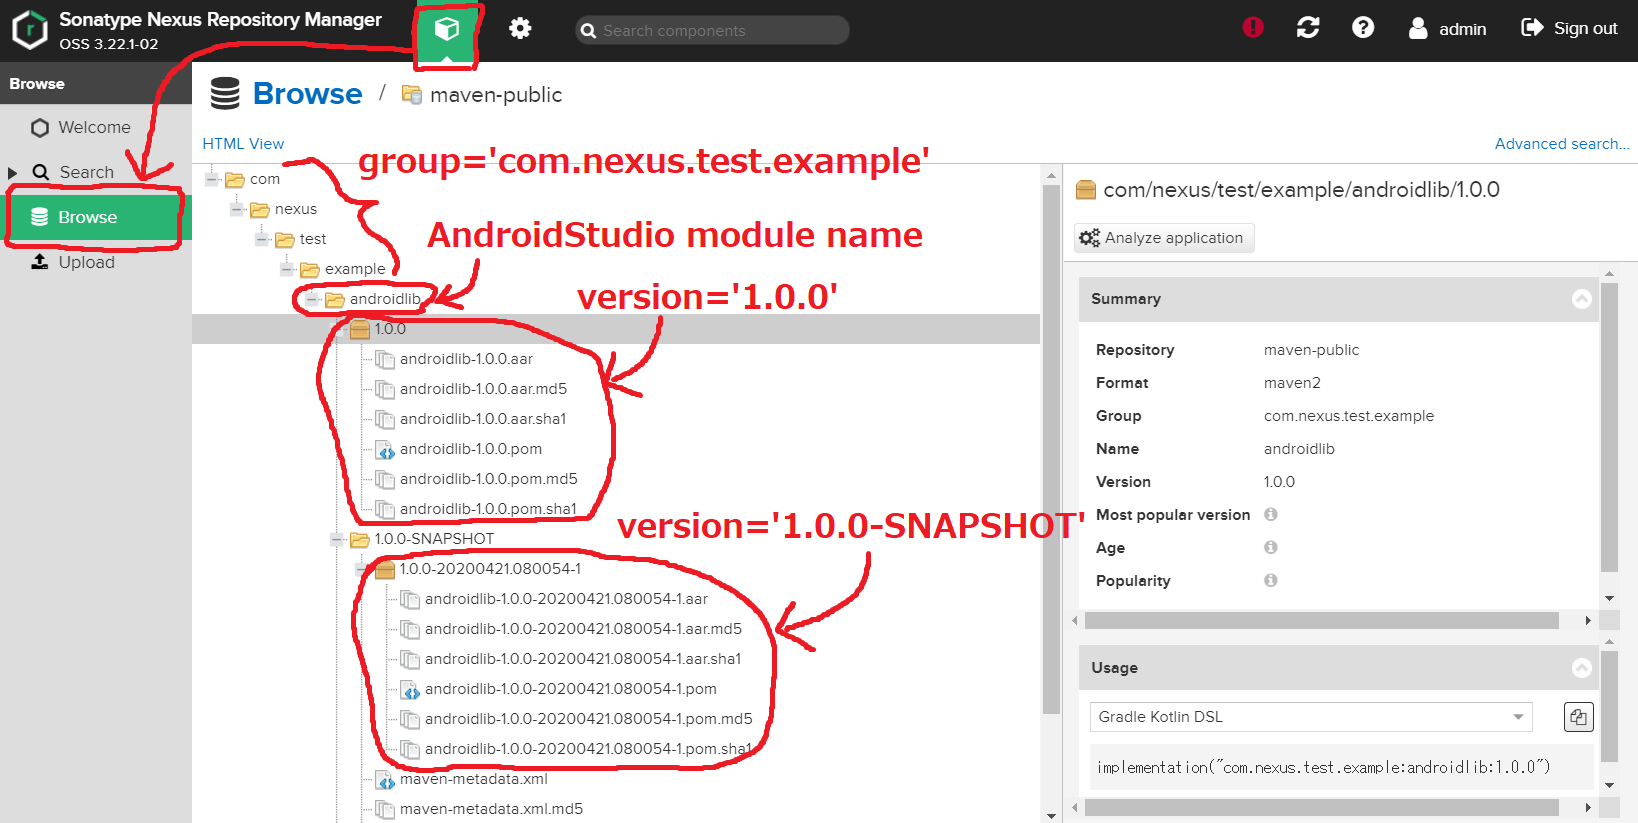 Sonatype Nexus Repository Manager
OSS 3.22.1-02
Search components
admin
Sign out
Browse
Welcome
Search
Browse
Upload
Browse / maven-public
HTML View
Advanced search...
group='com.nexus.test.example'
com
nexus
test
example
AndroidStudio module name
androidlib
version='1.0.0'
1.0.0
androidlib-1.0.0.aar
androidlib-1.0.0.aar.md5
androidlib-1.0.0.aar.sha1
androidlib-1.0.0.pom
androidlib-1.0.0.pom.md5
androidlib-1.0.0.pom.sha1
version='1.0.0-SNAPSHOT'
1.0.0-SNAPSHOT
1.0.0-20200421.080054-1
androidlib-1.0.0-20200421.080054-1.aar
androidlib-1.0.0-20200421.080054-1.aar.md5
androidlib-1.0.0-20200421.080054-1.aar.sha1
androidlib-1.0.0-20200421.080054-1.pom
androidlib-1.0.0-20200421.080054-1.pom.md5
androidlib-1.0.0-20200421.080054-1.pom.sha1
maven-metadata.xml
maven-metadata.xml.md5
com/nexus/test/example/androidlib/1.0.0
Analyze application
Summary
Repository maven-public
Format maven2
Group com.nexus.test.example
Name androidlib
Version 1.0.0
Most popular version
Age
Popularity
Usage
Gradle Kotlin DSL
implementation("com.nexus.test.example:androidlib:1.0.0")